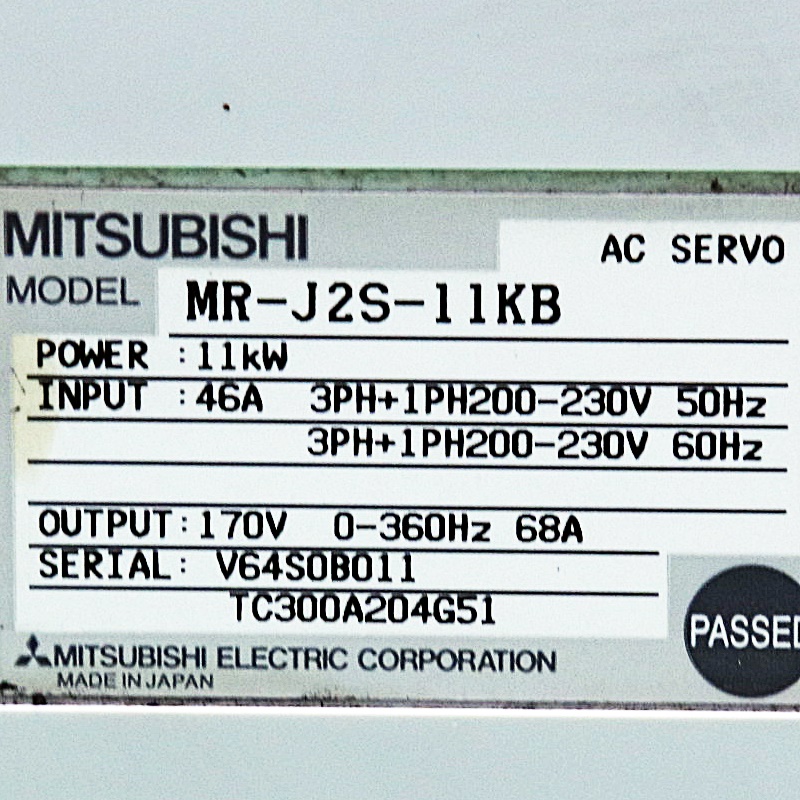 MITSUBISHI
AC SERVO
MODEL MR-J2S-11KB
POWER :11kW
INPUT :46A 3PH+1PH200-230V 50Hz
3PH+1PH200-230V 60Hz
OUTPUT:170V 0-360Hz 68A
SERIAL: V64S0B011
TC300A204G51
PASSED
MITSUBISHI ELECTRIC CORPORATION
MADE IN JAPAN